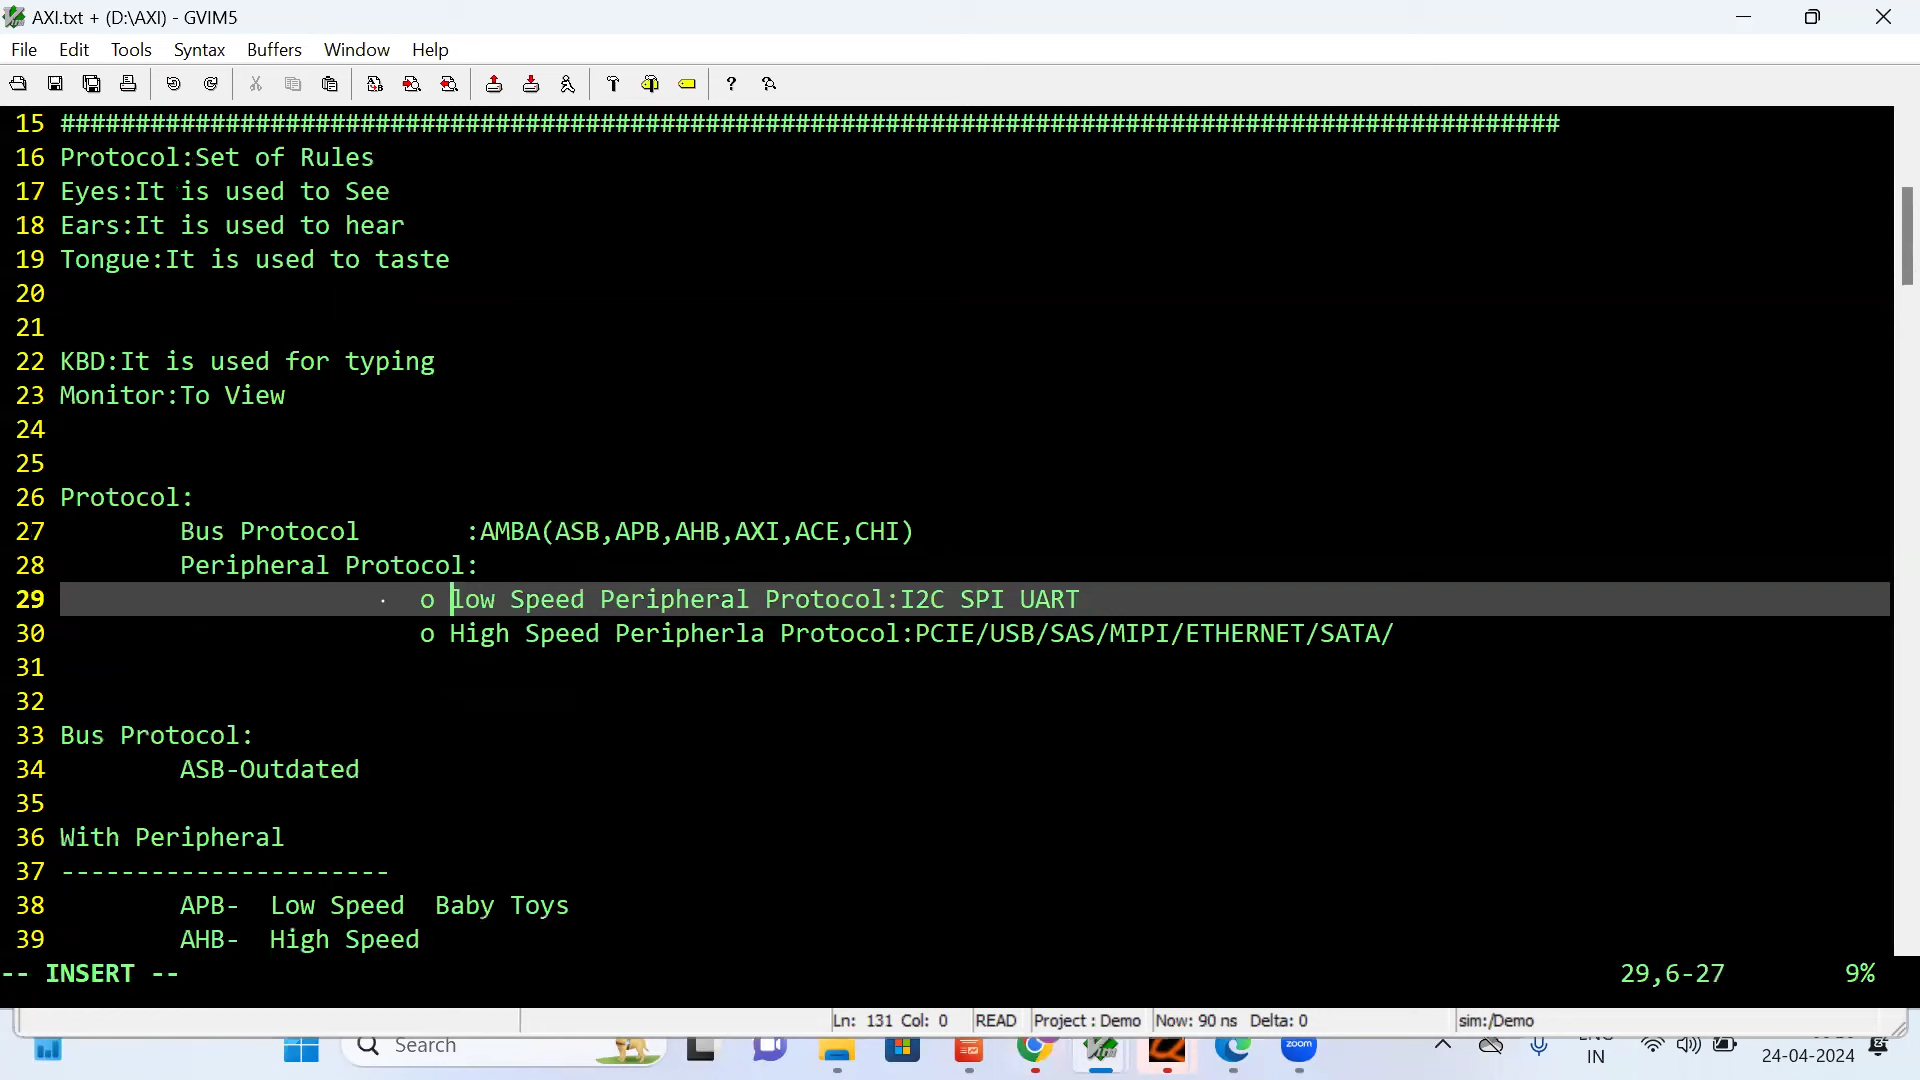 AXI.txt + (D:\AXI) - GVIM5
File Edit Tools Syntax Buffers Window Help
15 ####################################################################################################
16 Protocol:Set of Rules
17 Eyes:It is used to See
18 Ears:It is used to hear
19 Tongue:It is used to taste
20
21
22 KBD:It is used for typing
23 Monitor:To View
24
25
26 Protocol:
27 Bus Protocol :AMBA(ASB,APB,AHB,AXI,ACE,CHI)
28 Peripheral Protocol:
29 o low Speed Peripheral Protocol:I2C SPI UART
30 o High Speed Peripherla Protocol:PCIE/USB/SAS/MIPI/ETHERNET/SATA/
31
32
33 Bus Protocol:
34 ASB-Outdated
35
36 With Peripheral
37 ----------------------
38 APB- Low Speed Baby Toys
39 AHB- High Speed
-- INSERT -- 29,6-27 9%
Ln: 131 Col: 0 READ Project : Demo Now: 90 ns Delta: 0 sim:/Demo
Search
zoom
IN
24-04-2024